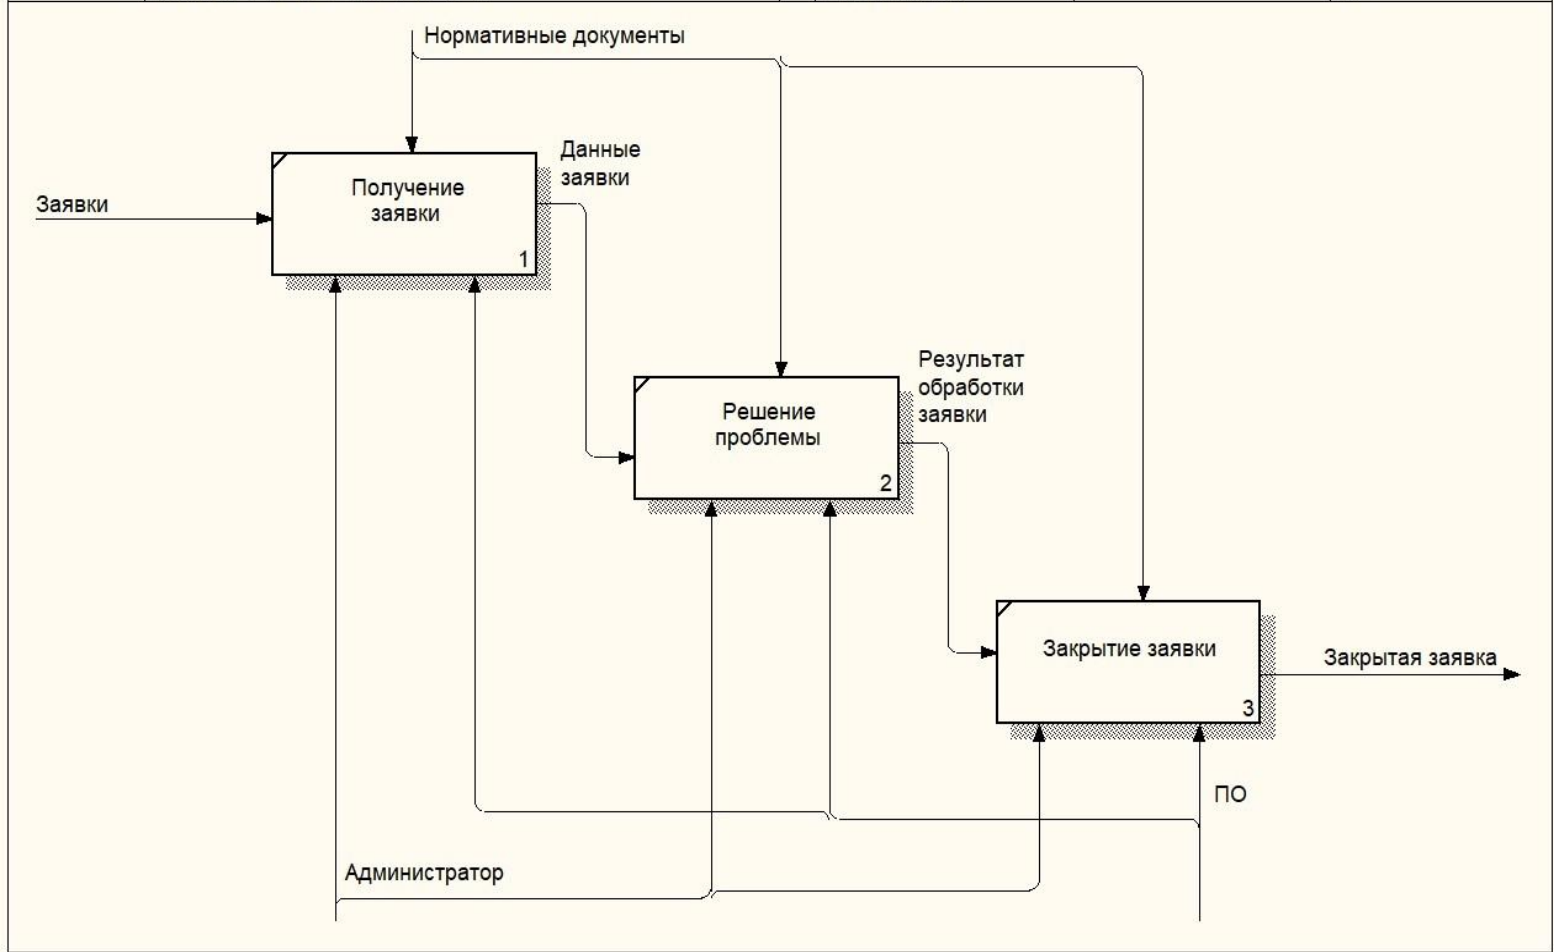 Нормативные документы
Данные
заявки
Получение
заявки
Заявки
1
Результат
обработки
заявки
Решение
проблемы
2
Закрытие заявки
Закрытая заявка
3
ПО
Администратор